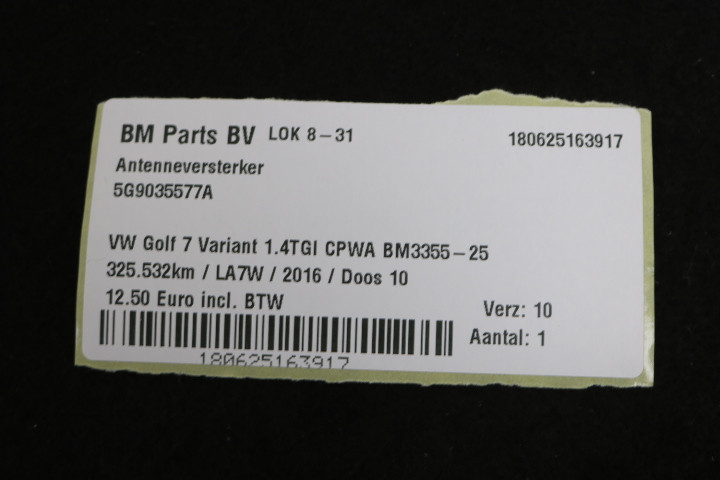 BM Parts BV LOK 8-31 180625163917
Antenneversterker
5G9035577A
VW Golf 7 Variant 1.4TGI CPWA BM3355-25
325.532km / LA7W / 2016 / Doos 10
12.50 Euro incl. BTW
Verz: 10
Aantal: 1
180625163917